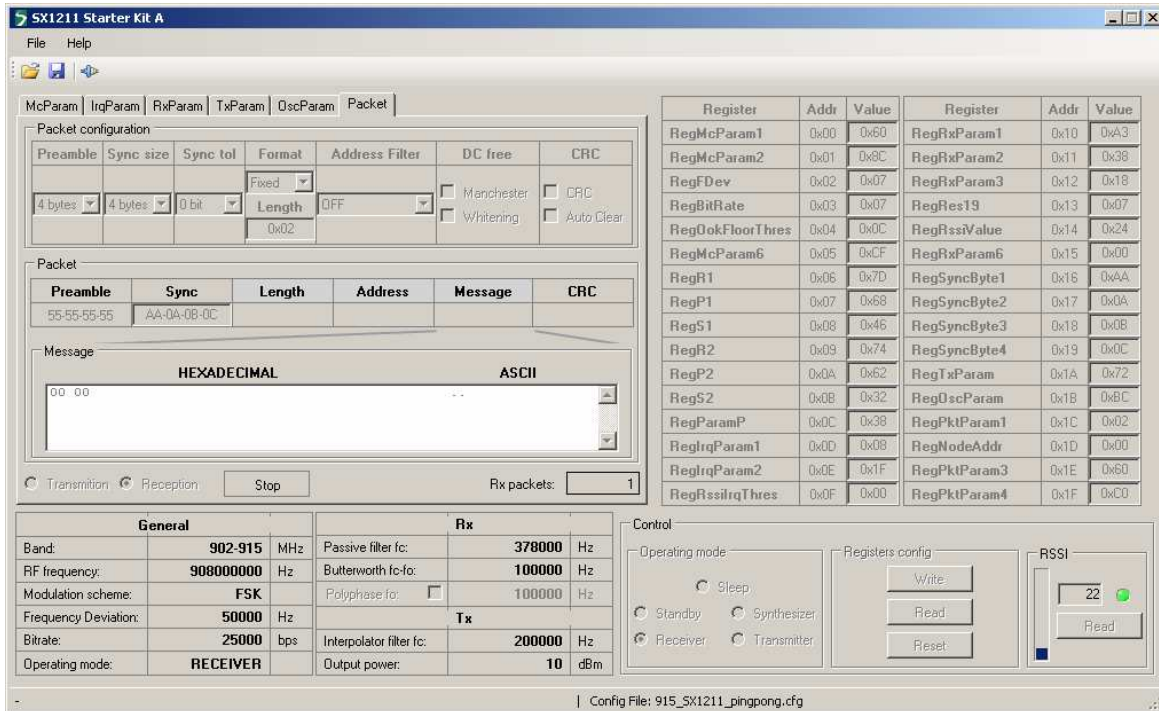 SX1211 Starter Kit A
File Help
McParam IrqParam RxParam TxParam OscParam Packet
Packet configuration
Preamble Sync size Sync tol Format Address Filter DC free CRC
4 bytes 4 bytes 0 bit Fixed OFF Manchester CRC
Length Whitening Auto Clear
0x02
Packet
Preamble Sync Length Address Message CRC
55-55-55-55 AA-0A-0B-0C
Message
HEXADECIMAL ASCII
00 00 ..
Transmition Reception Stop Rx packets: 1
Register Addr Value Register Addr Value
RegMcParam1 0x00 0x60 RegRxParam1 0x10 0xA3
RegMcParam2 0x01 0x8C RegRxParam2 0x11 0x38
RegFDev 0x02 0x07 RegRxParam3 0x12 0x18
RegBitRate 0x03 0x07 RegRes19 0x13 0x07
RegOokFloorThres 0x04 0x0C RegRssiValue 0x14 0x24
RegMcParam6 0x05 0xCF RegRxParam6 0x15 0x00
RegR1 0x06 0x7D RegSyncByte1 0x16 0xAA
RegP1 0x07 0x68 RegSyncByte2 0x17 0x0A
RegS1 0x08 0x46 RegSyncByte3 0x18 0x0B
RegR2 0x09 0x74 RegSyncByte4 0x19 0x0C
RegP2 0x0A 0x62 RegTxParam 0x1A 0x72
RegS2 0x0B 0x32 RegOscParam 0x1B 0xBC
RegParamP 0x0C 0x38 RegPktParam1 0x1C 0x02
RegIrqParam1 0x0D 0x08 RegNodeAddr 0x1D 0x00
RegIrqParam2 0x0E 0x1F RegPktParam3 0x1E 0x60
RegRssiIrqThres 0x0F 0x00 RegPktParam4 0x1F 0xC0
General Rx
Band: 902-915 MHz Passive filter fc: 378000 Hz
RF frequency: 908000000 Hz Butterworth fc-fo: 100000 Hz
Modulation scheme: FSK Polyphase fo: 100000 Hz
Frequency Deviation: 50000 Hz Tx
Bitrate: 25000 bps Interpolator filter fc: 200000 Hz
Operating mode: RECEIVER Output power: 10 dBm
Control
Operating mode Registers config RSSI
Sleep Write 22
Standby Synthesizer Read Read
Receiver Transmitter Reset
- | Config File: 915_SX1211_pingpong.cfg